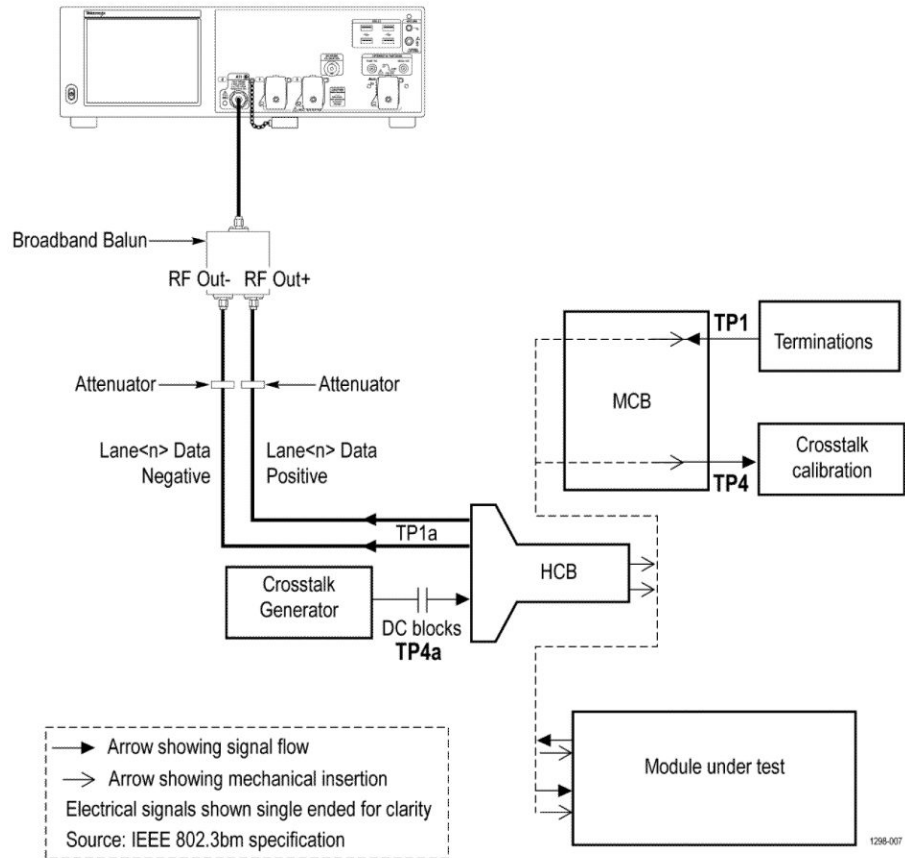 Tektronix
Broadband Balun
RF Out- RF Out+
Attenuator
Attenuator
Lane<n> Data
Negative
Lane<n> Data
Positive
TP1
Terminations
MCB
TP4
Crosstalk
calibration
TP1a
HCB
Crosstalk
Generator
DC blocks
TP4a
Module under test
Arrow showing signal flow
Arrow showing mechanical insertion
Electrical signals shown single ended for clarity
Source: IEEE 802.3bm specification
1298-007